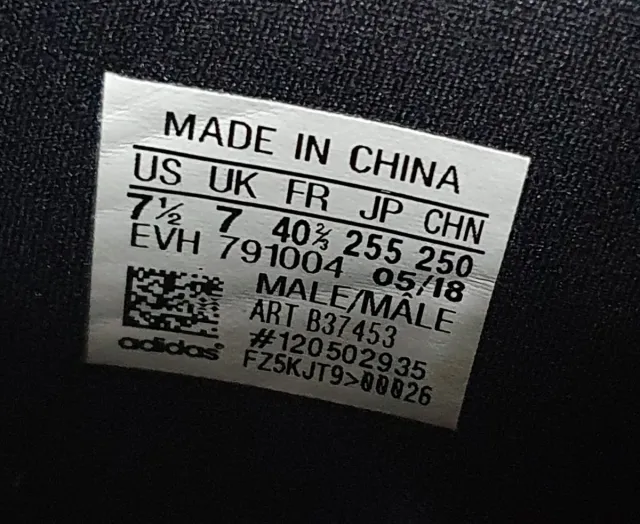 MADE IN CHINA
US UK FR JP CHN
7½ 7 40⅔ 255 250
EVH 791004 05/18
MALE/MÂLE
ART B37453
#120502935
FZ5KJT9>00026
adidas